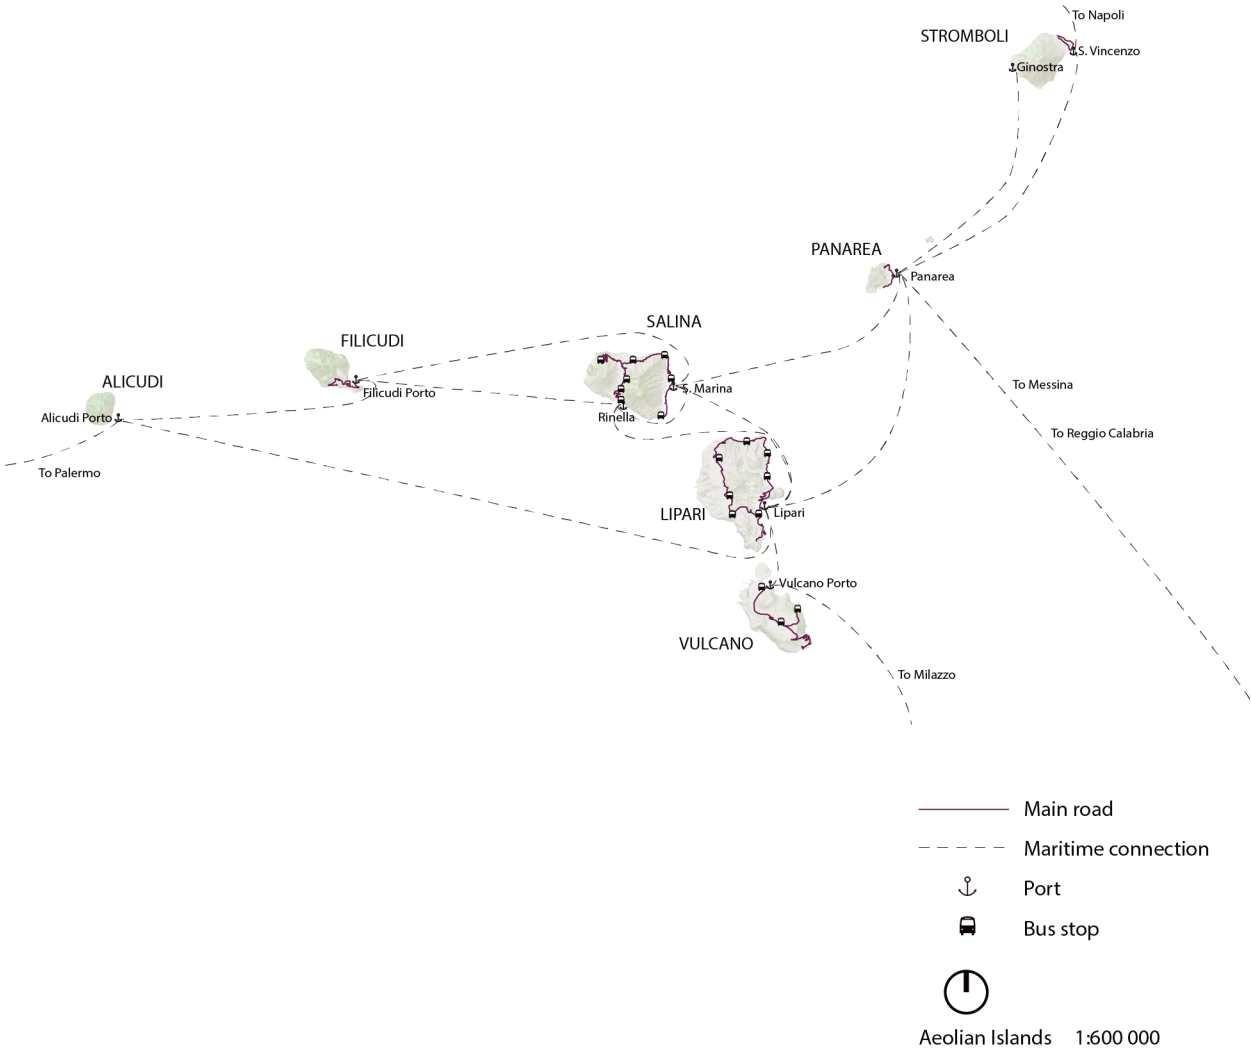 To Napoli
STROMBOLI
S. Vincenzo
Ginostra
PANAREA
Panarea
SALINA
FILICUDI
ALICUDI
To Messina
S. Marina
Filicudi Porto
Rinella
Alicudi Porto
To Reggio Calabria
To Palermo
LIPARI
Lipari
Vulcano Porto
VULCANO
To Milazzo
Main road
Maritime connection
Port
Bus stop
Aeolian Islands 1:600 000